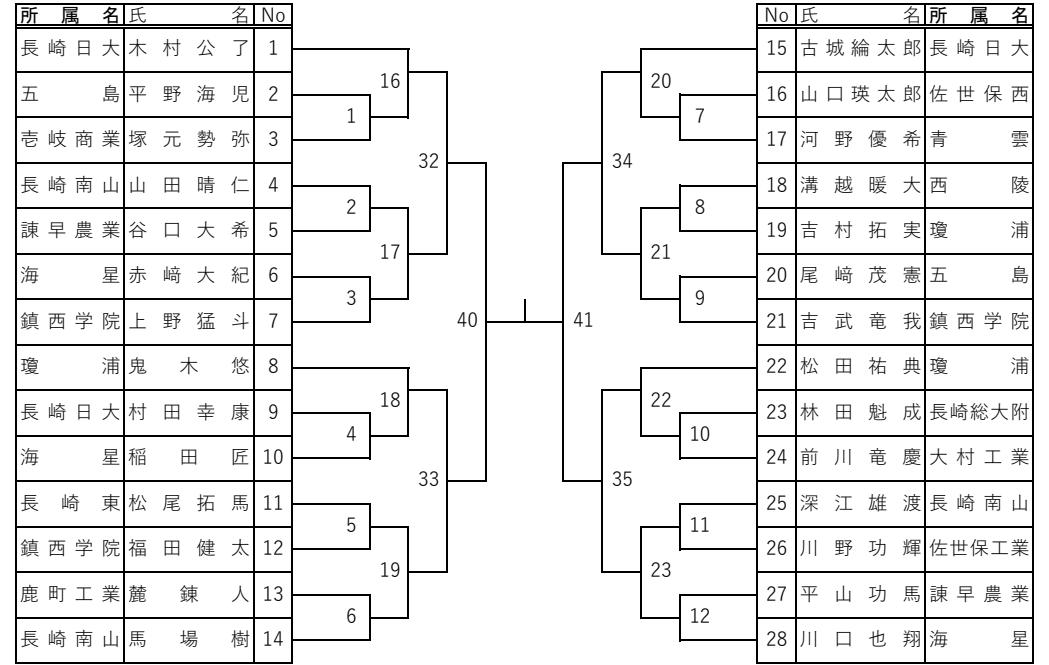 所属名 氏名 No
長崎日大 木村公了 1
五島 平野海児 2
壱岐商業 塚元勢弥 3
長崎南山 山田晴仁 4
諫早農業 谷口大希 5
海星 赤﨑大紀 6
鎮西学院 上野猛斗 7
瓊浦 鬼木悠 8
長崎日大 村田幸康 9
海星 稲田匠 10
長崎東 松尾拓馬 11
鎮西学院 福田健太 12
鹿町工業 麓錬人 13
長崎南山 馬場樹 14
16
1
32
2
17
3
40
18
4
33
5
19
6
41
20
7
34
8
21
9
22
10
35
11
23
12
No 氏名 所属名
15 古城綸太郎 長崎日大
16 山口瑛太郎 佐世保西
17 河野優希 青雲
18 溝越暖大 西陵
19 吉村拓実 瓊浦
20 尾﨑茂憲 五島
21 吉武竜我 鎮西学院
22 松田祐典 瓊浦
23 林田魁成 長崎総大附
24 前川竜慶 大村工業
25 深江雄渡 長崎南山
26 川野功輝 佐世保工業
27 平山功馬 諫早農業
28 川口也翔 海星